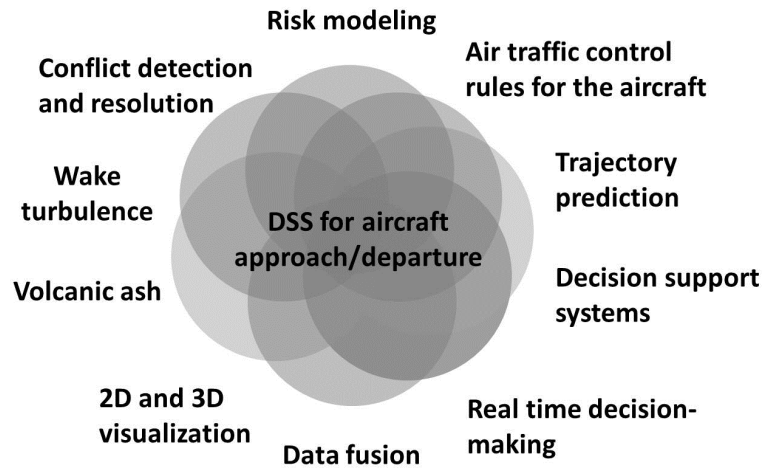 Risk modeling
Air traffic control
rules for the aircraft
Conflict detection
and resolution
Trajectory
prediction
Wake
turbulence
DSS for aircraft
approach/departure
Volcanic ash
Decision support
systems
2D and 3D
visualization
Real time decision-
making
Data fusion